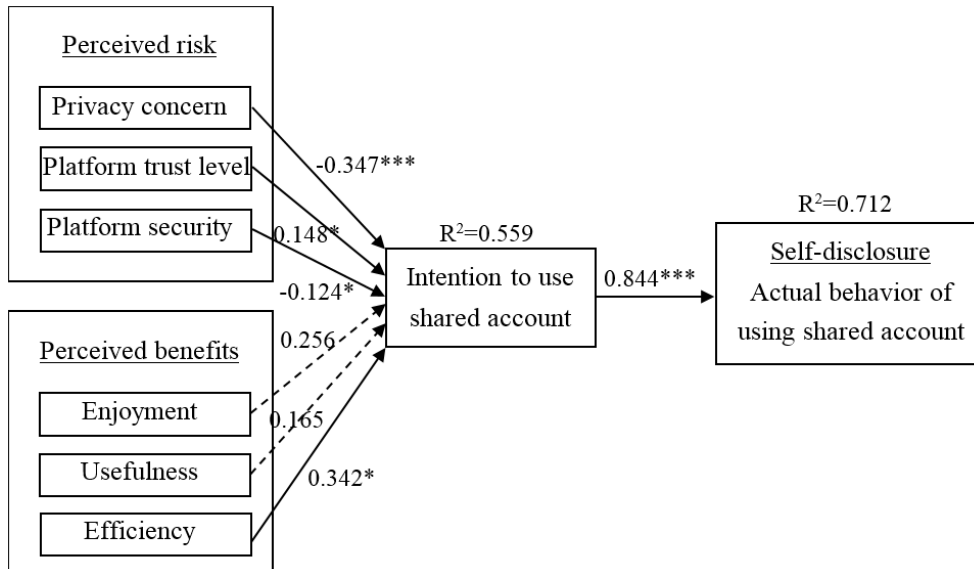 Perceived risk
Privacy concern
Platform trust level
Platform security
-0.347***
0.148*
-0.124*
Perceived benefits
Enjoyment
Usefulness
Efficiency
0.256
0.165
0.342*
R²=0.559
Intention to use
shared account
0.844***
R²=0.712
Self-disclosure
Actual behavior of
using shared account